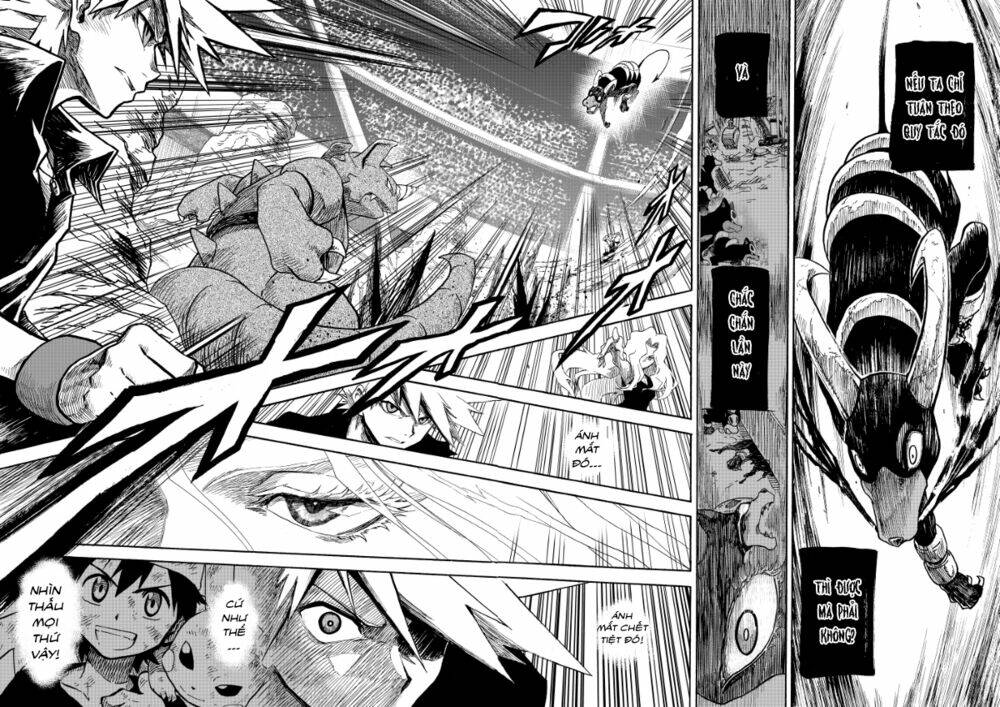 NẾU TA CHỈ
TUÂN THEO
QUY TẮC ĐÓ
THÌ ĐƯỢC
MÀ PHẢI
KHÔNG?
VÀ
CHẮC
CHẮN
LẦN
NÀY
ÁNH
MẮT
ĐÓ...
ÁNH
MẮT CHẾT
TIỆT ĐÓ!
CỨ
NHƯ
THỂ
...
NHÌN
THẤU
MỌI
THỨ
VẬY!